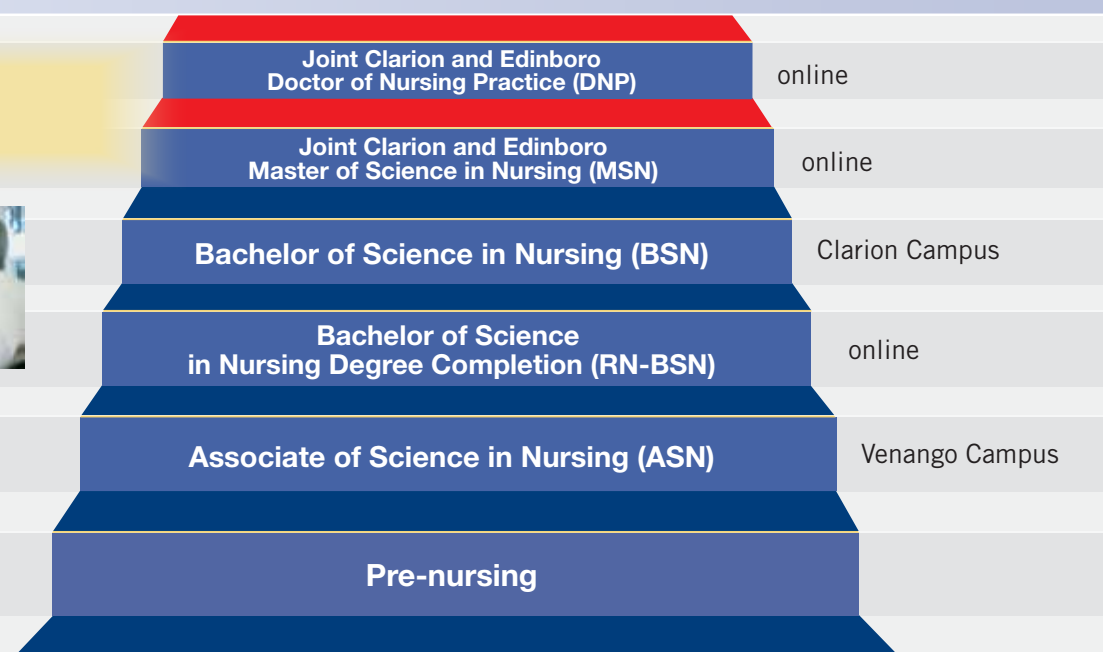 Joint Clarion and Edinboro
Doctor of Nursing Practice (DNP)
online
Joint Clarion and Edinboro
Master of Science in Nursing (MSN)
online
Bachelor of Science in Nursing (BSN)
Clarion Campus
Bachelor of Science
in Nursing Degree Completion (RN-BSN)
online
Associate of Science in Nursing (ASN)
Venango Campus
Pre-nursing